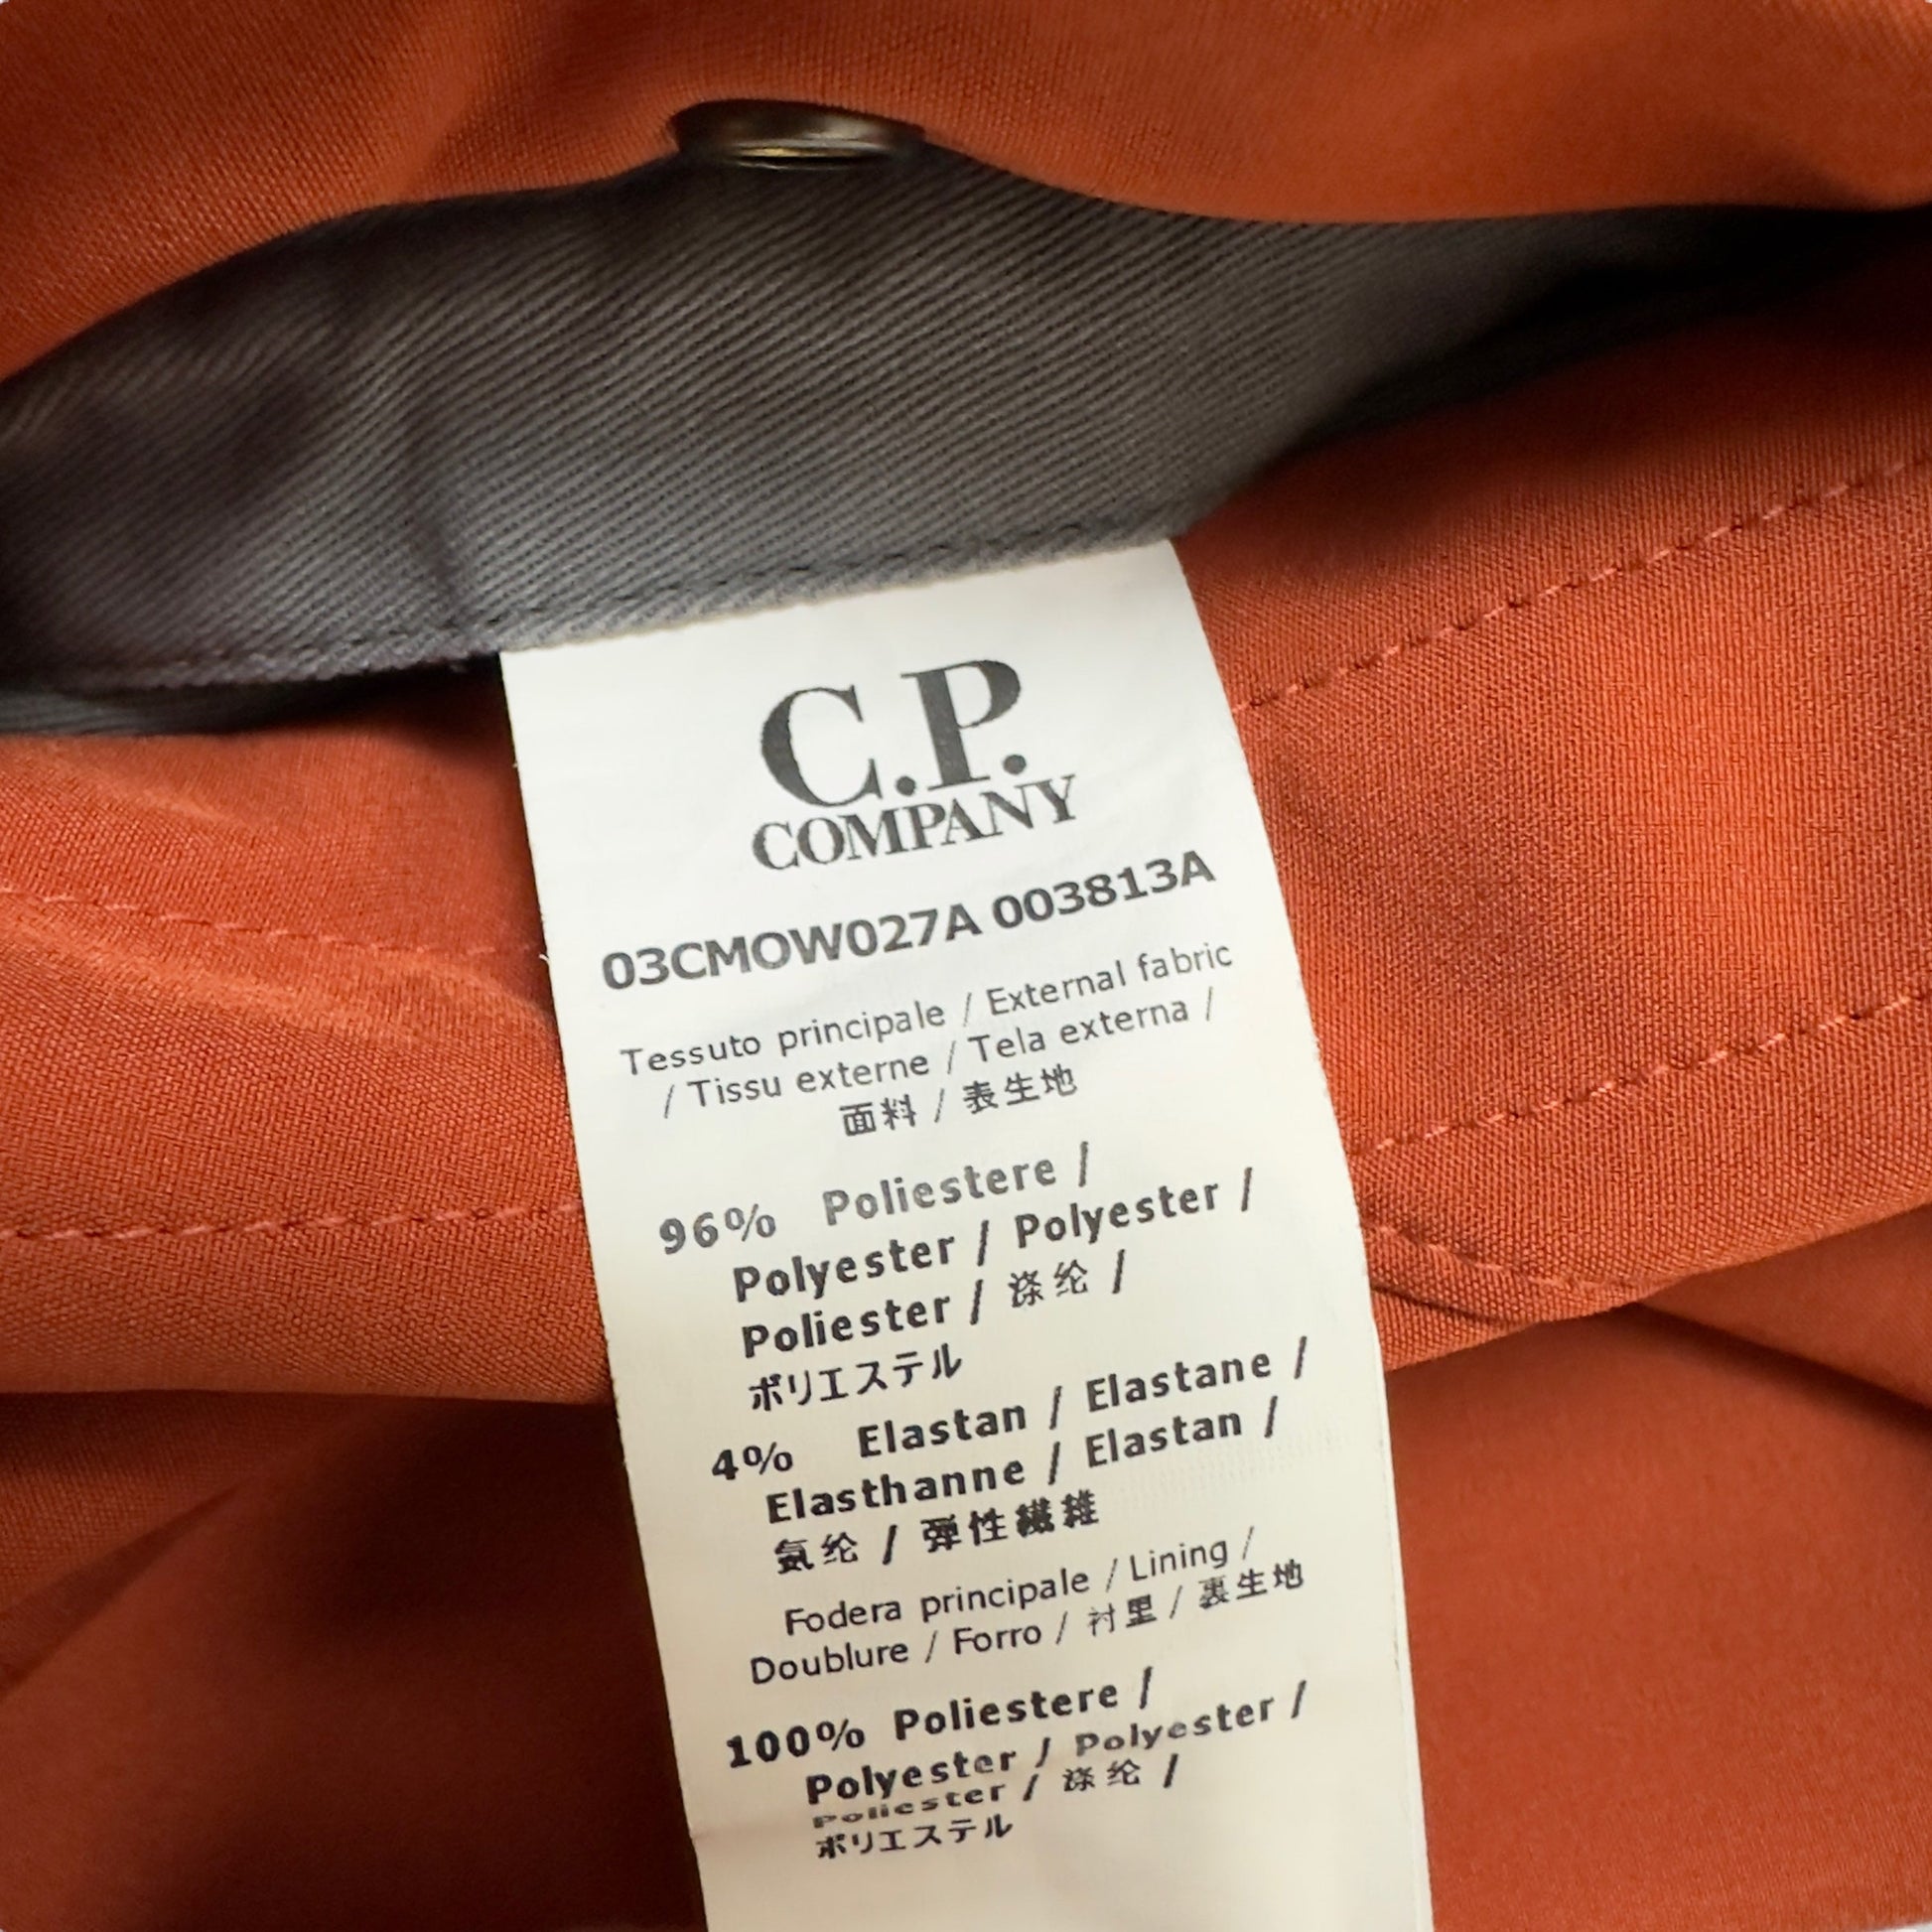 C.P.
COMPANY
03CMOW027A 003813A
Tessuto principale / External fabric
/ Tissu externe / Tela externa /
面料 / 表生地
96% Poliestere /
Polyester / Polyester /
Poliester / 涤纶 /
ポリエステル
4% Elastan / Elastane /
Elasthanne / Elastan /
氨纶 / 弾性繊維
Fodera principale / Lining /
Doublure / Forro / 衬里 / 裏生地
100% Poliestere /
Polyester / Polyester /
Poliester / 涤纶 /
ポリエステル